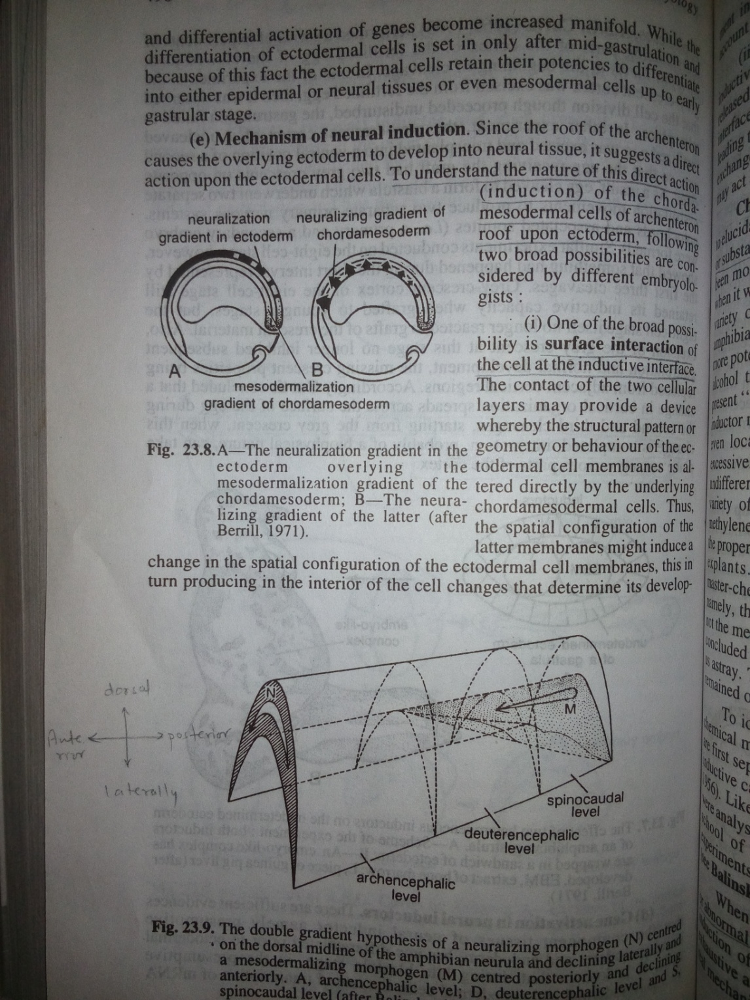 and differential activation of genes become increased manifold. While the
differentiation of ectodermal cells is set in only after mid-gastrulation and
because of this fact the ectodermal cells retain their potencies to differentiate
into either epidermal or neural tissues or even mesodermal cells up to early
gastrular stage.
(e) Mechanism of neural induction. Since the roof of the archenteron
causes the overlying ectoderm to develop into neural tissue, it suggests a direct
action upon the ectodermal cells. To understand the nature of this direct action
(induction) of the chorda-
mesodermal cells of archenteron
roof upon ectoderm, following
two broad possibilities are con-
sidered by different embryolo-
gists :
(i) One of the broad possi-
bility is surface interaction of
the cell at the inductive interface.
The contact of the two cellular
layers may provide a device
whereby the structural pattern or
geometry or behaviour of the ec-
todermal cell membranes is al-
tered directly by the underlying
chordamesodermal cells. Thus,
the spatial configuration of the
latter membranes might induce a
neuralization
gradient in ectoderm
neuralizing gradient of
chordamesoderm
A
B
mesodermalization
gradient of chordamesoderm
Fig. 23.8. A—The neuralization gradient in the
ectoderm overlying the
mesodermalization gradient of the
chordamesoderm; B—The neura-
lizing gradient of the latter (after
Berrill, 1971).
change in the spatial configuration of the ectodermal cell membranes, this in
turn producing in the interior of the cell changes that determine its develop-
dorsal
posterior
laterally
N
M
spinocaudal
level
deuterencephalic
level
archencephalic
level
Fig. 23.9. The double gradient hypothesis of a neuralizing morphogen (N) centred
on the dorsal midline of the amphibian neurula and declining laterally and
a mesodermalizing morphogen (M) centred posteriorly and declining
anteriorly. A, archencephalic level; D, deuterencephalic level and S,
spinocaudal level (after